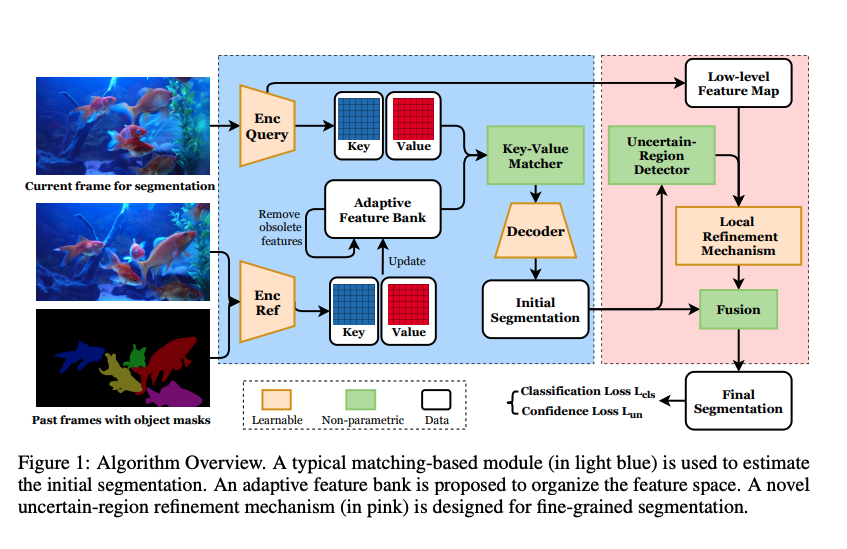 Current frame for segmentation
Past frames with object masks
Enc
Query
Key
Value
Remove
obsolete
features
Adaptive
Feature Bank
Update
Enc
Ref
Key
Value
Key-Value
Matcher
Decoder
Initial
Segmentation
Low-level
Feature Map
Uncertain-
Region
Detector
Local
Refinement
Mechanism
Fusion
Final
Segmentation
Classification Loss Lcls
Confidence Loss Lun
Learnable
Non-parametric
Data
Figure 1: Algorithm Overview. A typical matching-based module (in light blue) is used to estimate
the initial segmentation. An adaptive feature bank is proposed to organize the feature space. A novel
uncertain-region refinement mechanism (in pink) is designed for fine-grained segmentation.